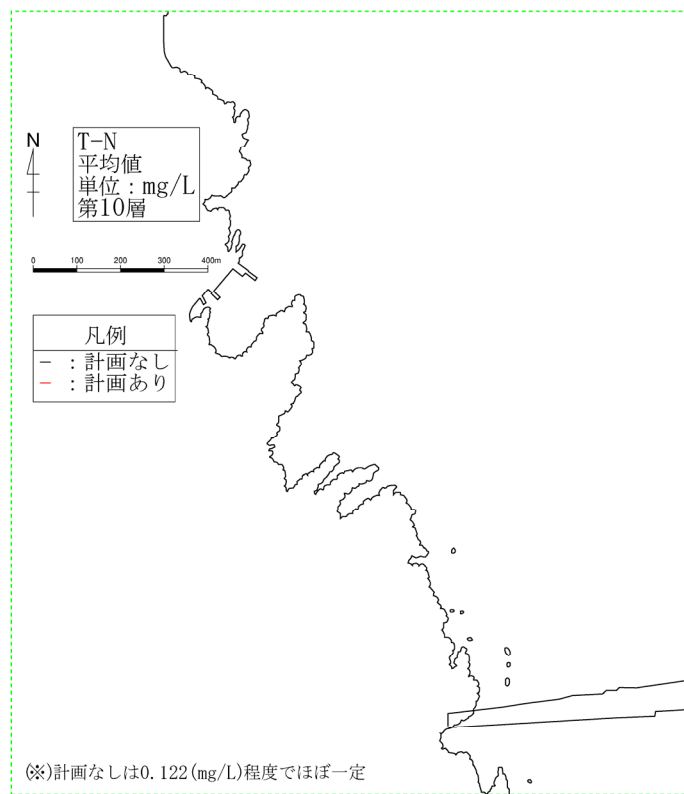 N
T-N
平均値
単位：mg/L
第10層
0 100 200 300 400m
凡例
－ ：計画なし
－ ：計画あり
(※)計画なしは0.122(mg/L)程度でほぼ一定